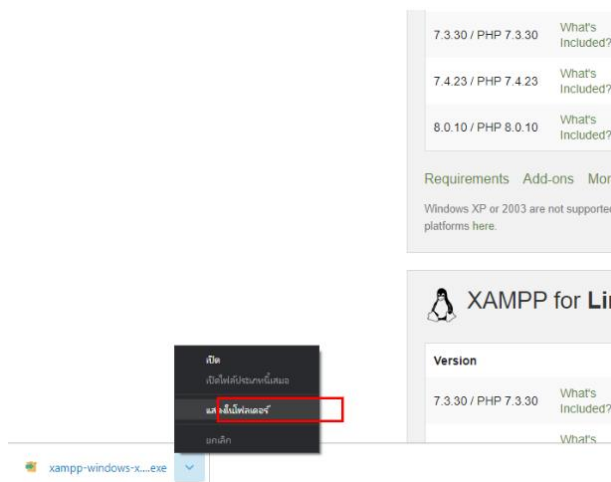 7.3.30 / PHP 7.3.30 What's
Included?
7.4.23 / PHP 7.4.23 What's
Included?
8.0.10 / PHP 8.0.10 What's
Included?
Requirements Add-ons Mor
Windows XP or 2003 are not supported
platforms here.
XAMPP for Li
Version
7.3.30 / PHP 7.3.30 What's
Included?
What's
เปิด
เปิดไฟล์ประเภทนี้เสมอ
แสดงในโฟลเดอร์
ยกเลิก
xampp-windows-x....exe